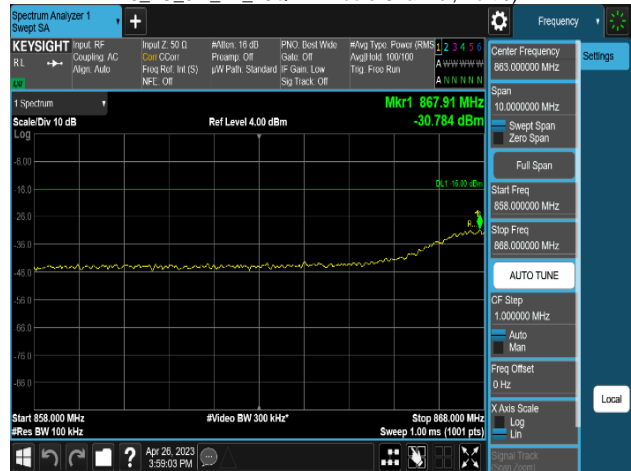 Spectrum Analyzer 1
Swept SA
+
Frequency
KEYSIGHT
RL
Input: RF
Coupling: AC
Align: Auto
Input Z: 50 Ω
Corr CCorr
Freq Ref: Int (S)
NFE: Off
#Atten: 16 dB
Preamp: Off
µW Path: Standard
PNO: Best Wide
Gate: Off
IF Gain: Low
Sig Track: Off
#Avg Type: Power (RMS
Avg|Hold: 100/100
Trig: Free Run
1 2 3 4 5 6
A W W W W W
A N N N N N
1 Spectrum
Scale/Div 10 dB
Log
Ref Level 4.00 dBm
Mkr1 867.91 MHz
-30.784 dBm
-6.00
-16.0
DL1 -16.00 dBm
-26.0
-36.0
-46.0
-56.0
-66.0
-76.0
-86.0
Start 858.000 MHz
#Res BW 100 kHz
#Video BW 300 kHz*
Stop 868.000 MHz
Sweep 1.00 ms (1001 pts)
Center Frequency
863.000000 MHz
Settings
Span
10.0000000 MHz
Swept Span
Zero Span
Full Span
Start Freq
858.000000 MHz
Stop Freq
868.000000 MHz
AUTO TUNE
CF Step
1.000000 MHz
Auto
Man
Freq Offset
0 Hz
X Axis Scale
Log
Lin
Local
Signal Track
(Span Zoom)
?
Apr 26, 2023
3:59:03 PM